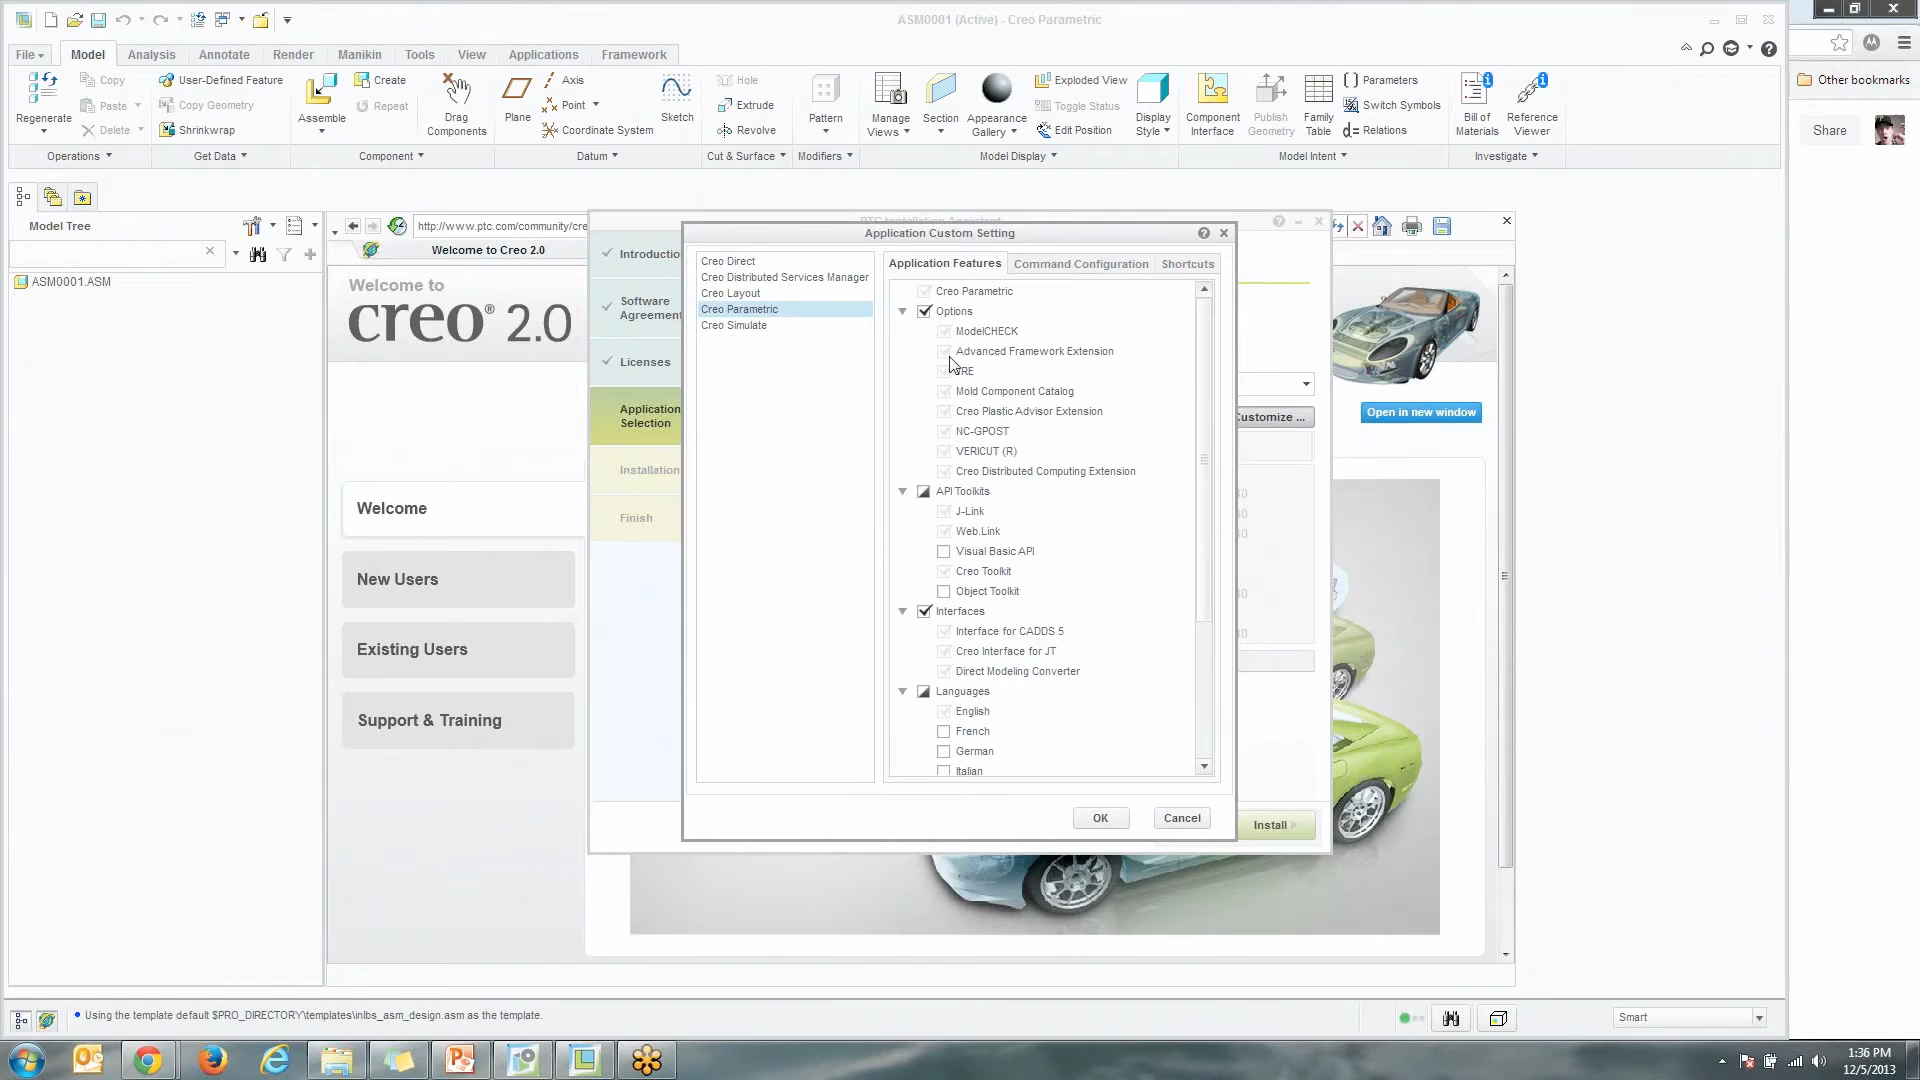 ASM0001 (Active) - Creo Parametric
File
Model
Analysis
Annotate
Render
Manikin
Tools
View
Applications
Framework
Other bookmarks
Share
Regenerate
Copy
Paste
Delete
User-Defined Feature
Copy Geometry
Shrinkwrap
Assemble
Create
Repeat
Drag
Components
Plane
Axis
Point
Coordinate System
Sketch
Hole
Extrude
Revolve
Pattern
Manage
Views
Section
Appearance
Gallery
Exploded View
Toggle Status
Edit Position
Display
Style
Component
Interface
Publish
Geometry
Family
Table
Parameters
Switch Symbols
Relations
Bill of
Materials
Reference
Viewer
Operations
Get Data
Component
Datum
Cut & Surface
Modifiers
Model Display
Model Intent
Investigate
Model Tree
ASM0001.ASM
http://www.ptc.com/community/cre
Welcome to Creo 2.0
Welcome to
creo® 2.0
Welcome
New Users
Existing Users
Support & Training
PTC Installation Assistant
Introductio
Software
Agreement
Licenses
Application
Selection
Installation
Finish
Customize ...
Install
Open in new window
Application Custom Setting
Creo Direct
Creo Distributed Services Manager
Creo Layout
Creo Parametric
Creo Simulate
Application Features
Command Configuration
Shortcuts
Creo Parametric
Options
ModelCHECK
Advanced Framework Extension
RE
Mold Component Catalog
Creo Plastic Advisor Extension
NC-GPOST
VERICUT (R)
Creo Distributed Computing Extension
API Toolkits
J-Link
Web.Link
Visual Basic API
Creo Toolkit
Object Toolkit
Interfaces
Interface for CADDS 5
Creo Interface for JT
Direct Modeling Converter
Languages
English
French
German
Italian
OK
Cancel
Using the template default $PRO_DIRECTORY\templates\inlbs_asm_design.asm as the template.
Smart
1:36 PM
12/5/2013